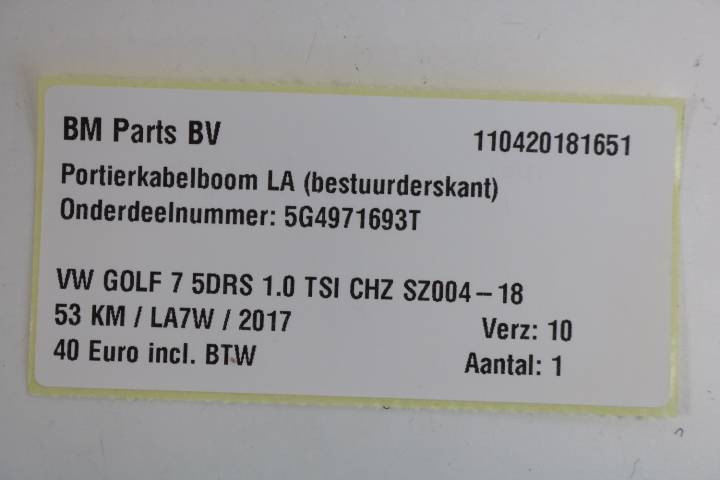 BM Parts BV 110420181651
Portierkabelboom LA (bestuurderskant)
Onderdeelnummer: 5G4971693T
VW GOLF 7 5DRS 1.0 TSI CHZ SZ004-18
53 KM / LA7W / 2017 Verz: 10
40 Euro incl. BTW Aantal: 1